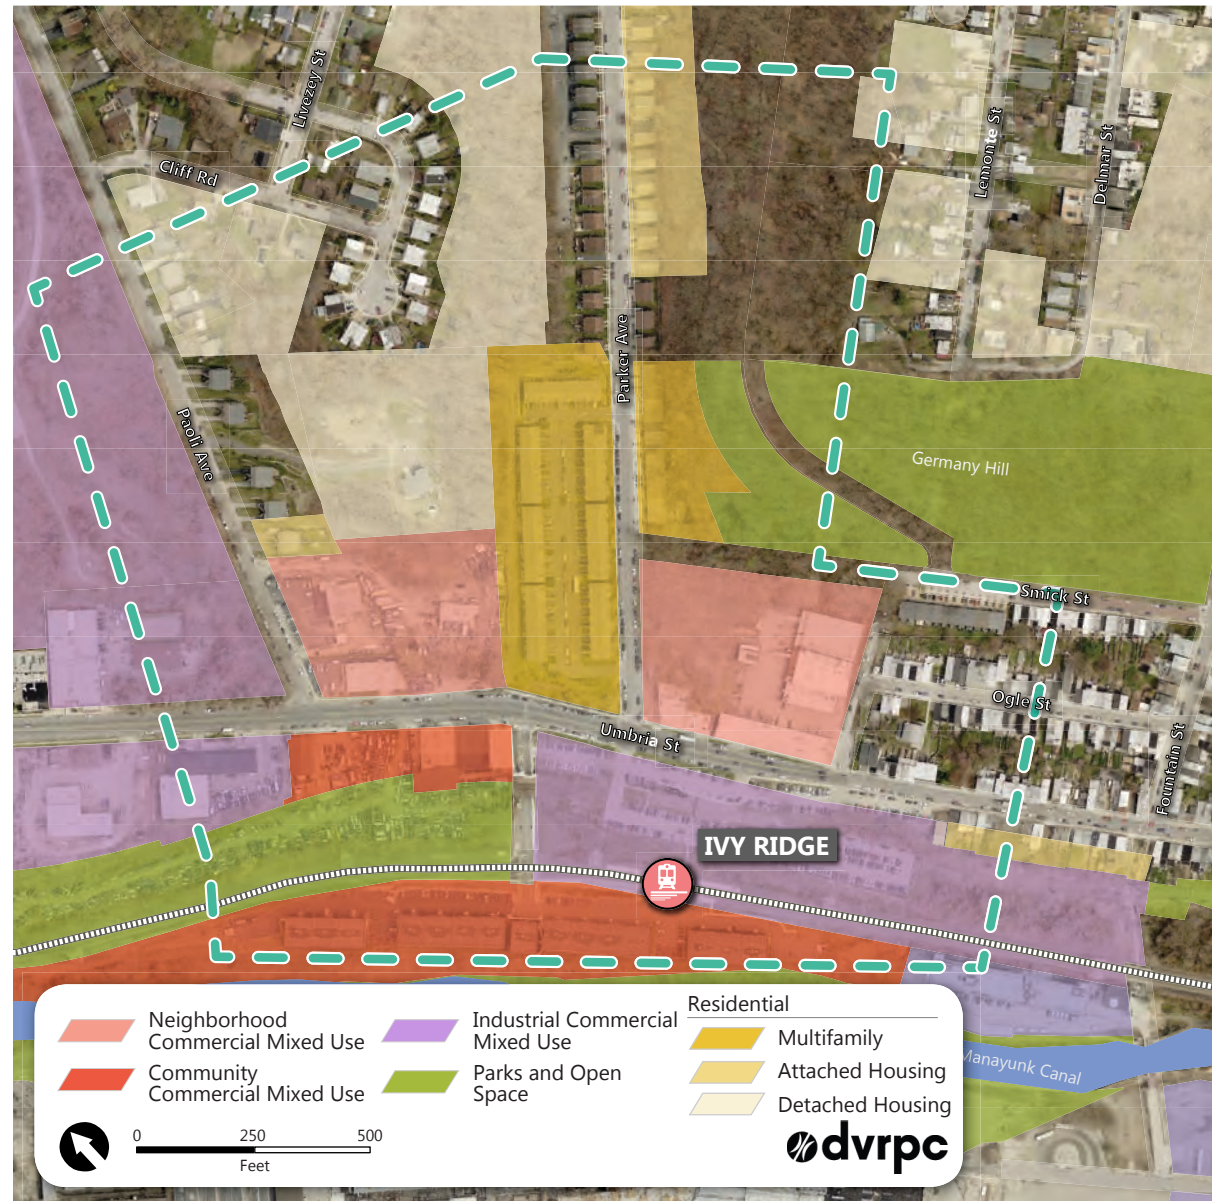 Livezey St
Cliff Rd
Lemonte St
Delmar St
Parker Ave
Paoli Ave
Germany Hill
Smick St
Ogle St
Umbria St
Fountain St
IVY RIDGE
Manayunk Canal
Neighborhood
Commercial Mixed Use
Community
Commercial Mixed Use
Industrial Commercial
Mixed Use
Parks and Open
Space
Residential
Multifamily
Attached Housing
Detached Housing
0 250 500
Feet
dvrpc